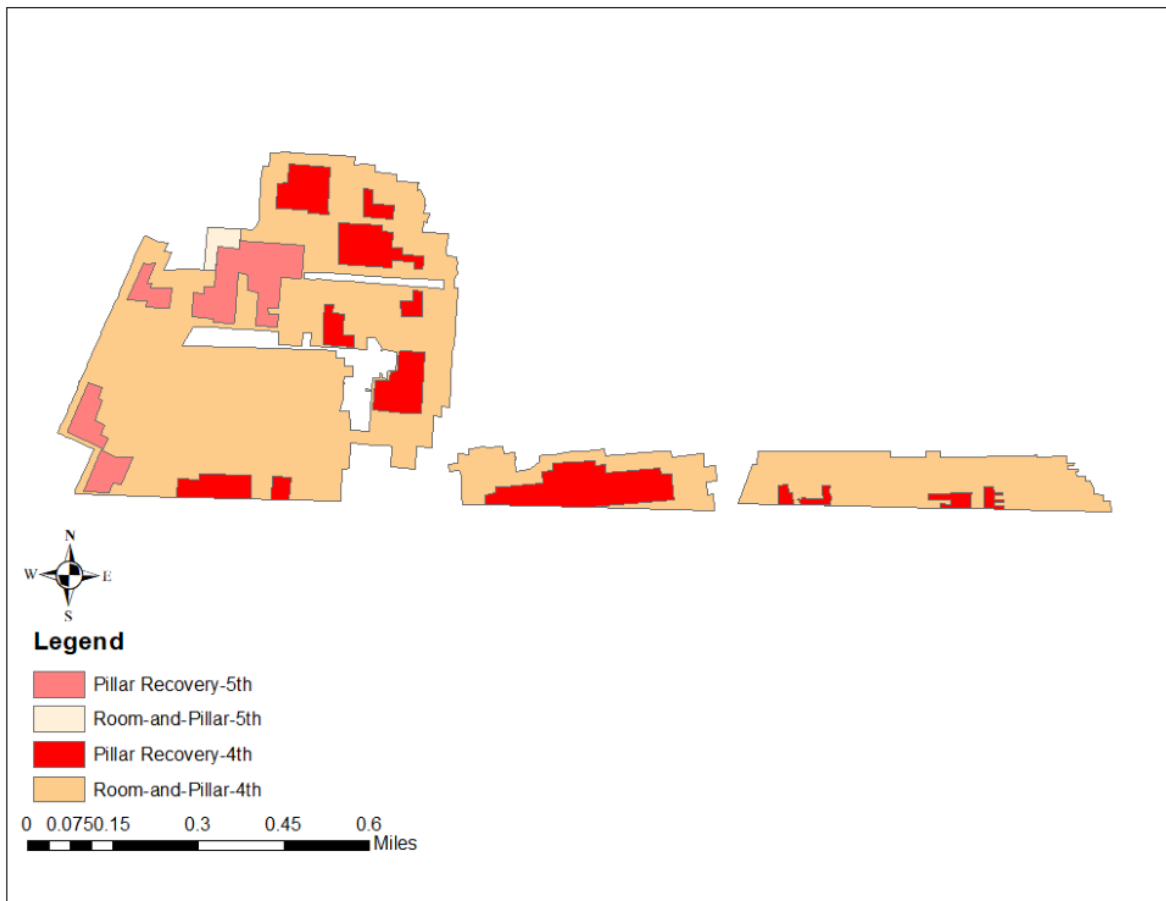 N
W E
S
Legend
Pillar Recovery-5th
Room-and-Pillar-5th
Pillar Recovery-4th
Room-and-Pillar-4th
0 0.0750.15 0.3 0.45 0.6
Miles